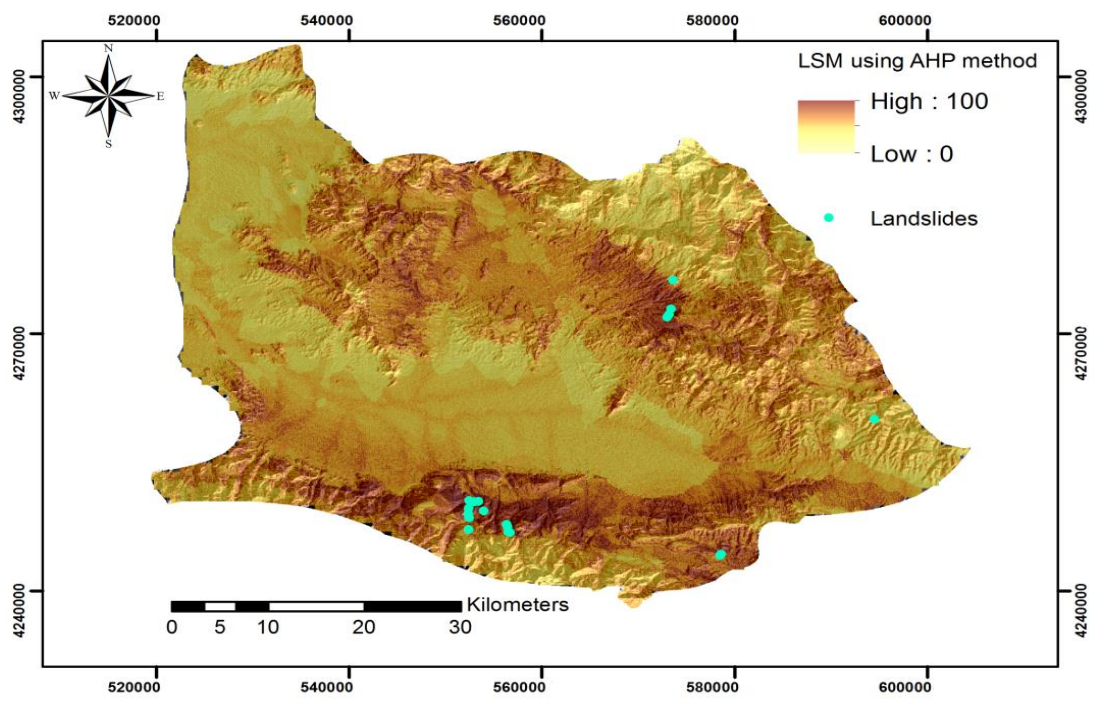 520000 540000 560000 580000 600000
N
W E
S
LSM using AHP method
High : 100
Low : 0
Landslides
4300000 4300000
4270000 4270000
4240000 4240000
Kilometers
0 5 10 20 30
520000 540000 560000 580000 600000